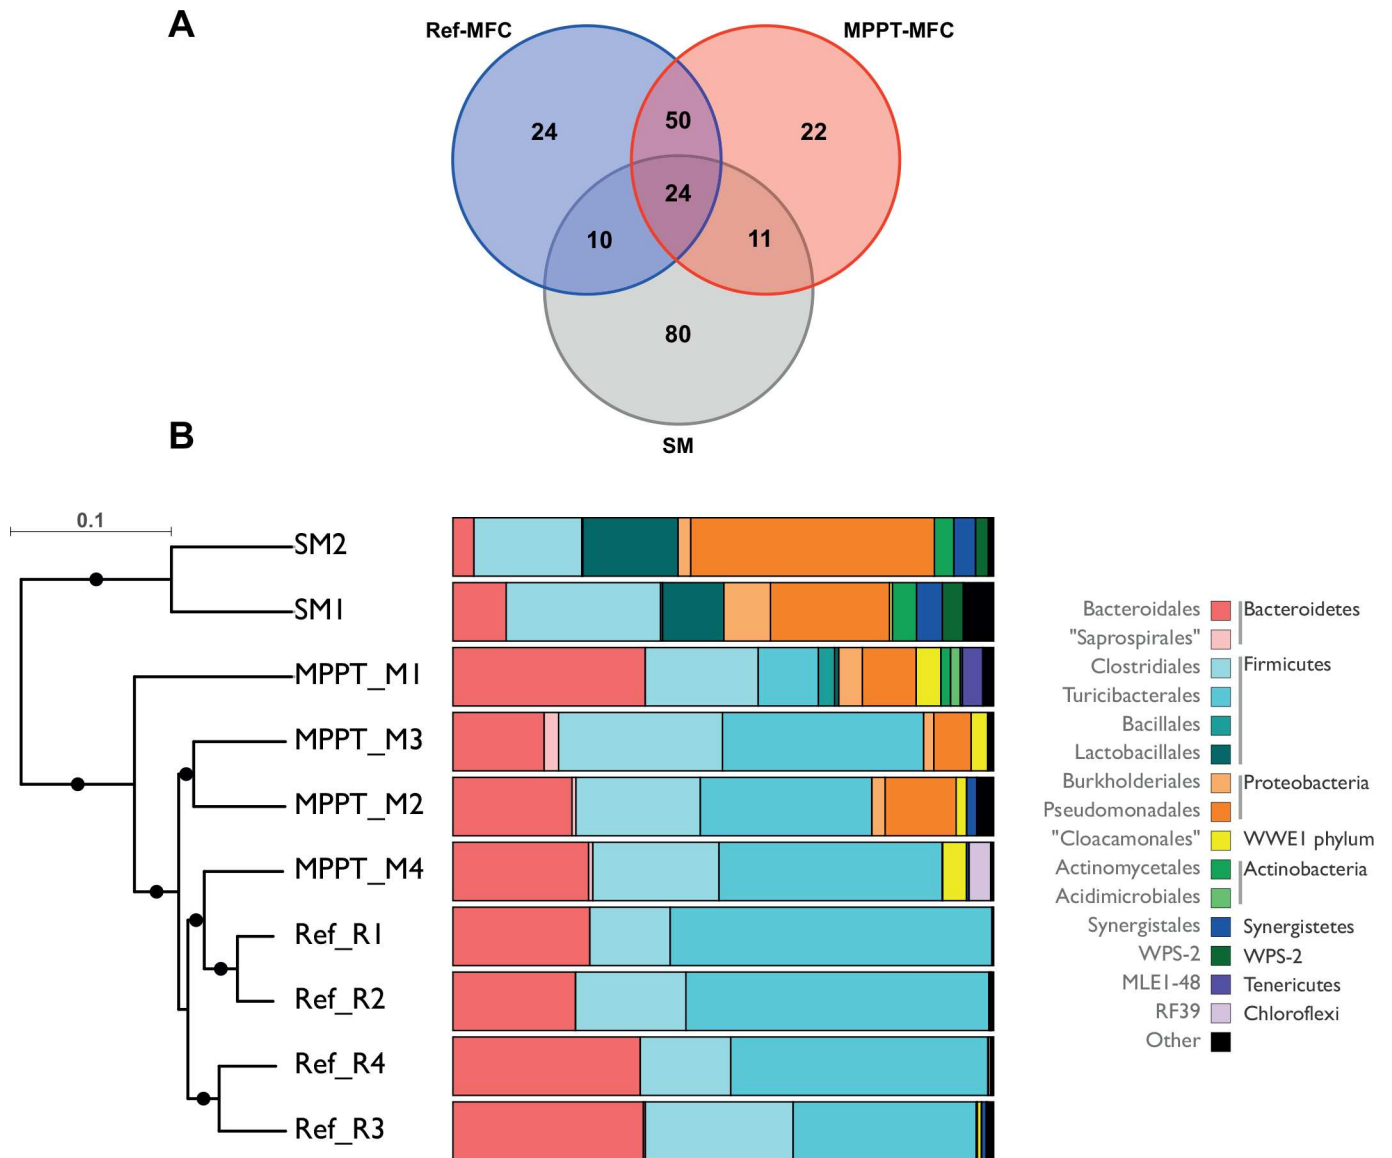 A
Ref-MFC
MPPT-MFC
24
50
22
24
10
11
80
SM
B
0.1
SM2
SM1
MPPT_M1
MPPT_M3
MPPT_M2
MPPT_M4
Ref_R1
Ref_R2
Ref_R4
Ref_R3
Bacteroidales Bacteroidetes
"Saprospirales"
Clostridiales Firmicutes
Turicibacterales
Bacillales
Lactobacillales
Burkholderiales Proteobacteria
Pseudomonadales
"Cloacamonales" WWE1 phylum
Actinomycetales Actinobacteria
Acidimicrobiales
Synergistales Synergistetes
WPS-2 WPS-2
MLE1-48 Tenericutes
RF39 Chloroflexi
Other